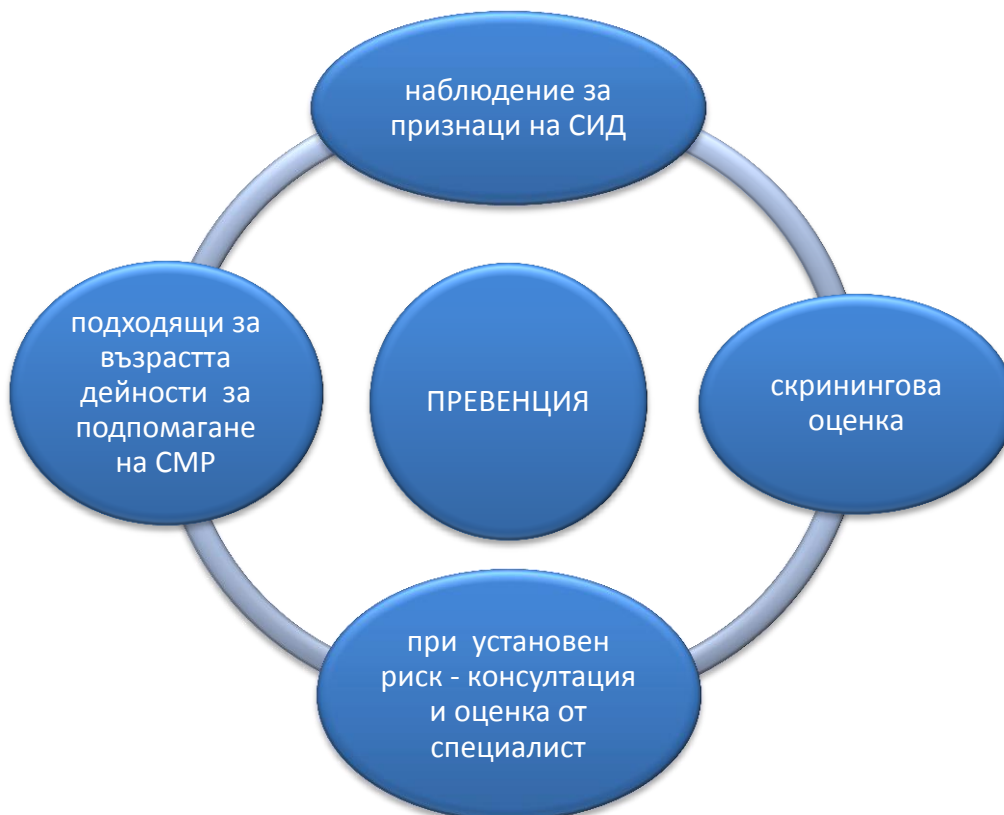 наблюдение за
признаци на СИД
подходящи за
възрастта
дейности за
подпомагане
на СМР
ПРЕВЕНЦИЯ
скринингова
оценка
при установен
риск - консултация
и оценка от
специалист